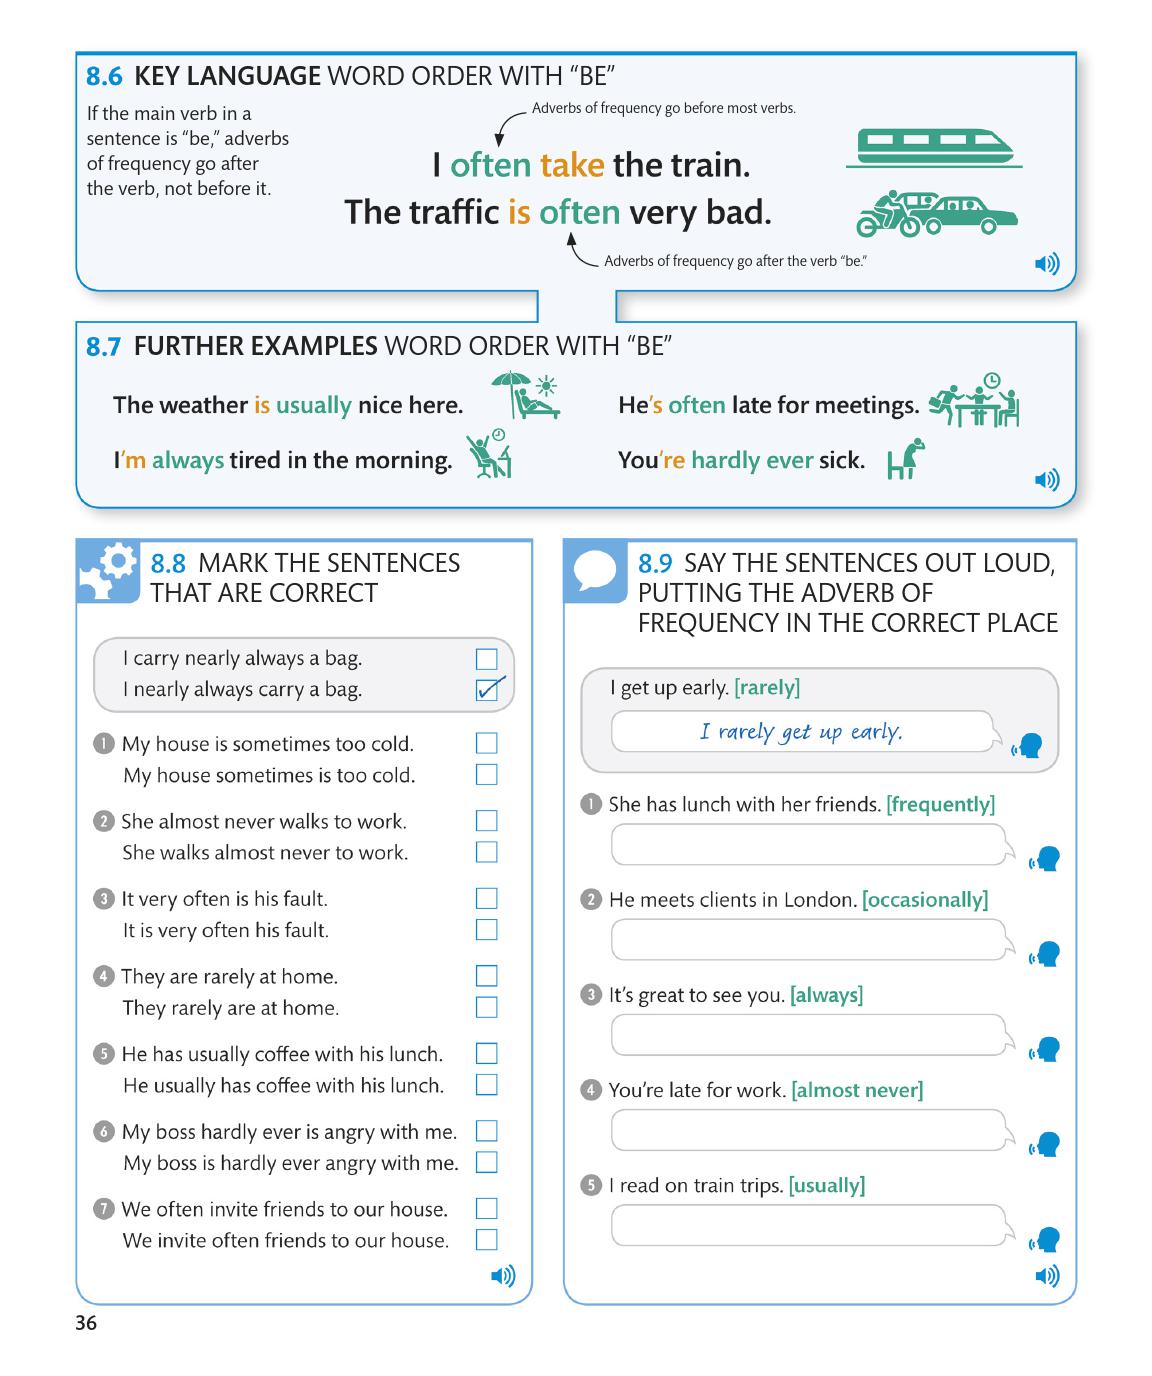 8.6 KEY LANGUAGE WORD ORDER WITH “BE”
If the main verb in a
sentence is “be,” adverbs
of frequency go after
the verb, not before it.
Adverbs of frequency go before most verbs.
I often take the train.
The traffic is often very bad.
Adverbs of frequency go after the verb “be.”
8.7 FURTHER EXAMPLES WORD ORDER WITH “BE”
The weather is usually nice here.
He’s often late for meetings.
I’m always tired in the morning.
You’re hardly ever sick.
8.8 MARK THE SENTENCES
THAT ARE CORRECT
I carry nearly always a bag.
I nearly always carry a bag.
1 My house is sometimes too cold.
My house sometimes is too cold.
2 She almost never walks to work.
She walks almost never to work.
3 It very often is his fault.
It is very often his fault.
4 They are rarely at home.
They rarely are at home.
5 He has usually coffee with his lunch.
He usually has coffee with his lunch.
6 My boss hardly ever is angry with me.
My boss is hardly ever angry with me.
7 We often invite friends to our house.
We invite often friends to our house.
8.9 SAY THE SENTENCES OUT LOUD,
PUTTING THE ADVERB OF
FREQUENCY IN THE CORRECT PLACE
I get up early. [rarely]
I rarely get up early.
1 She has lunch with her friends. [frequently]
2 He meets clients in London. [occasionally]
3 It’s great to see you. [always]
4 You’re late for work. [almost never]
5 I read on train trips. [usually]
36